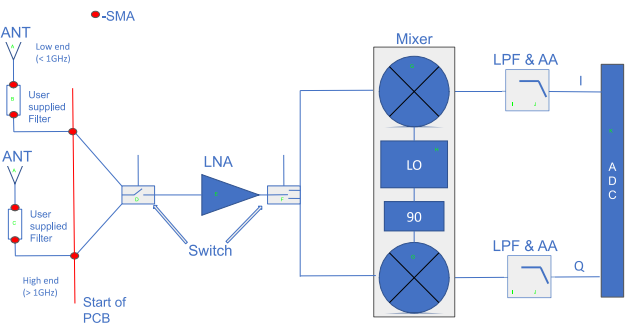 -SMA
ANT
Low end
(< 1GHz)
User
supplied
Filter
ANT
User
supplied
Filter
High end
(> 1GHz)
Start of
PCB
LNA
Switch
Mixer
LO
90
LPF & AA
I
LPF & AA
Q
A
D
C